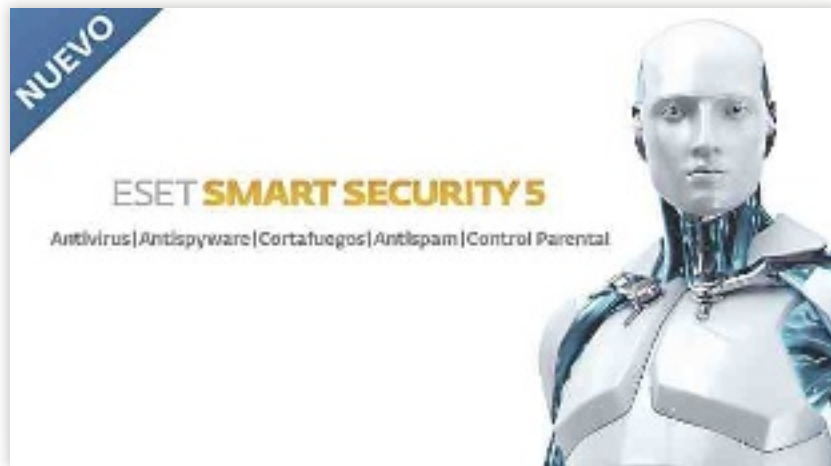 NUEVO
ESET SMART SECURITY 5
Antivirus|Antispyware|Cortafuegos|Antispam|Control Parental